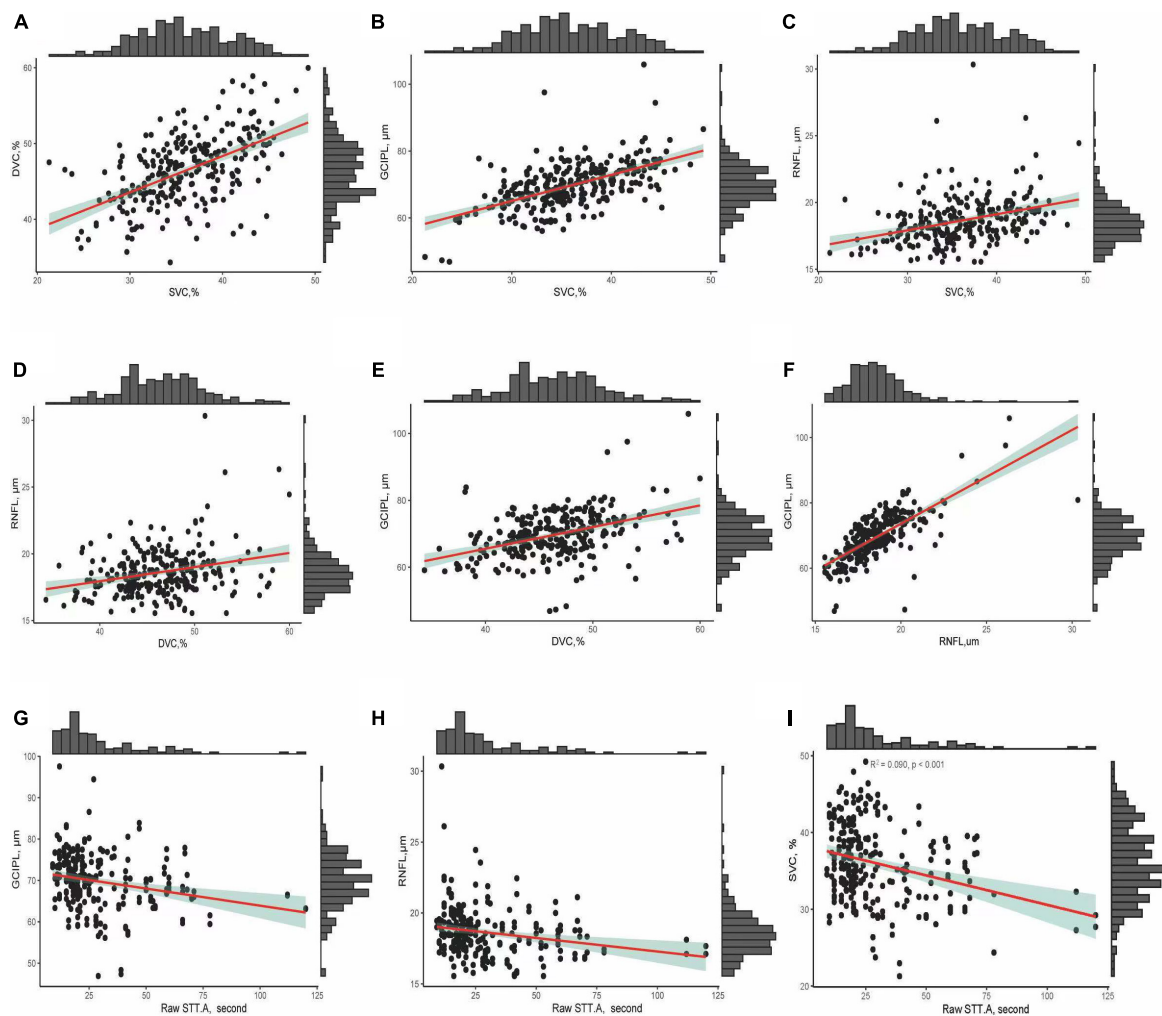 A
60
50
40
DVC,%
20
30
40
50
SVC,%
B
100
80
60
GCIPL, µm
20
30
40
50
SVC,%
C
30
25
20
15
RNFL, µm
20
30
40
50
SVC,%
D
30
25
20
15
RNFL, µm
40
50
60
DVC,%
E
100
80
60
GCIPL, µm
40
50
60
DVC,%
F
100
80
60
GCIPL, µm
15
20
25
30
RNFL,um
G
100
90
80
70
60
50
GCIPL, µm
25
50
75
100
125
Raw STT.A, second
H
30
25
20
15
RNFL,µm
25
50
75
100
125
Raw STT.A, second
I
R² = 0.090, p < 0.001
50
40
30
20
SVC, %
25
50
75
100
125
Raw STT.A, second